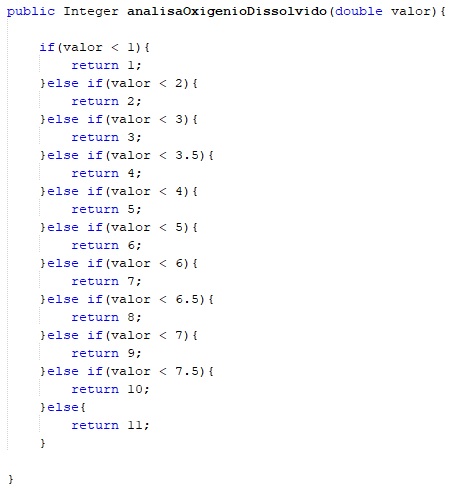 public Integer analisaOxigenioDissolvido(double valor){
if(valor < 1){
return 1;
}else if(valor < 2){
return 2;
}else if(valor < 3){
return 3;
}else if(valor < 3.5){
return 4;
}else if(valor < 4){
return 5;
}else if(valor < 5){
return 6;
}else if(valor < 6){
return 7;
}else if(valor < 6.5){
return 8;
}else if(valor < 7){
return 9;
}else if(valor < 7.5){
return 10;
}else{
return 11;
}
}